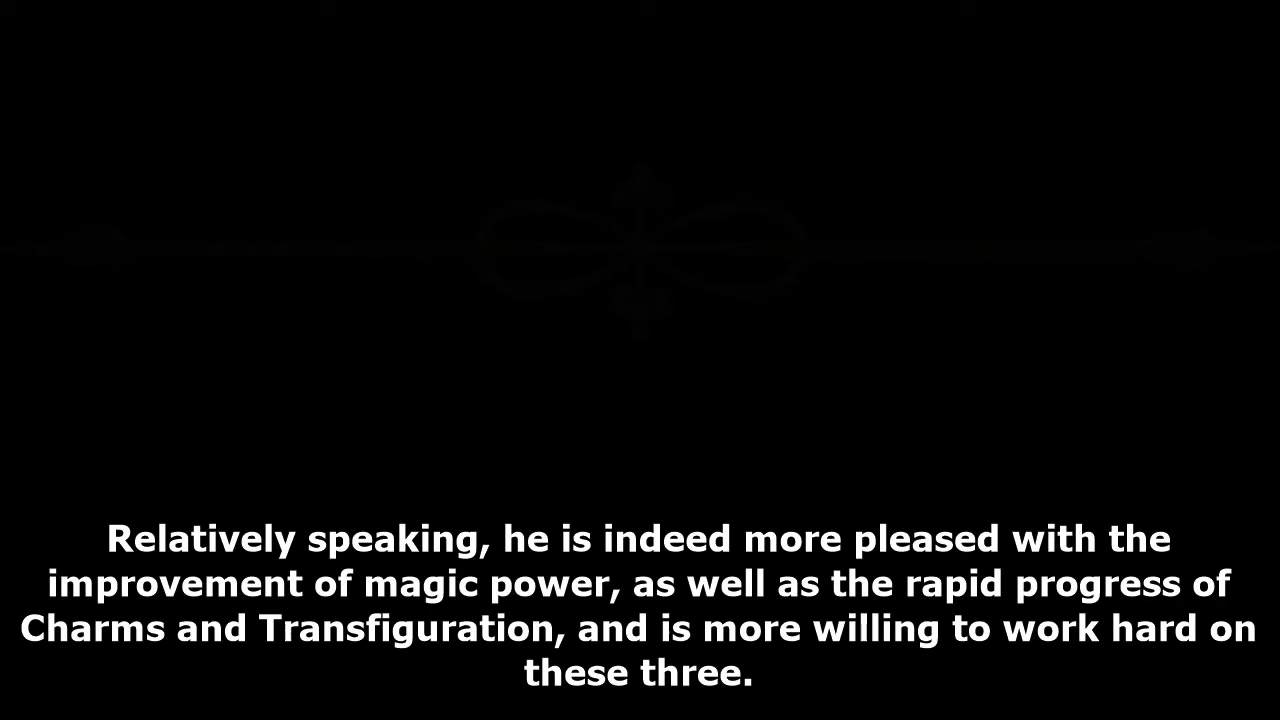 Relatively speaking, he is indeed more pleased with the
improvement of magic power, as well as the rapid progress of
Charms and Transfiguration, and is more willing to work hard on
these three.